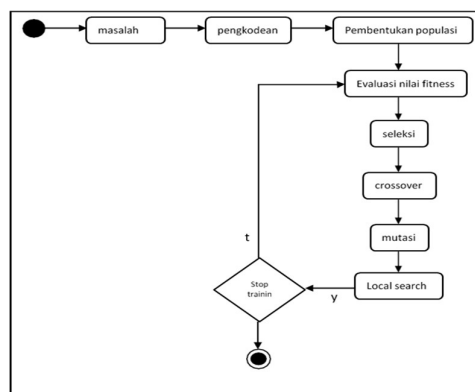 masalah
pengkodean
Pembentukan populasi
Evaluasi nilai fitness
seleksi
crossover
mutasi
Local search
y
Stop
trainin
t